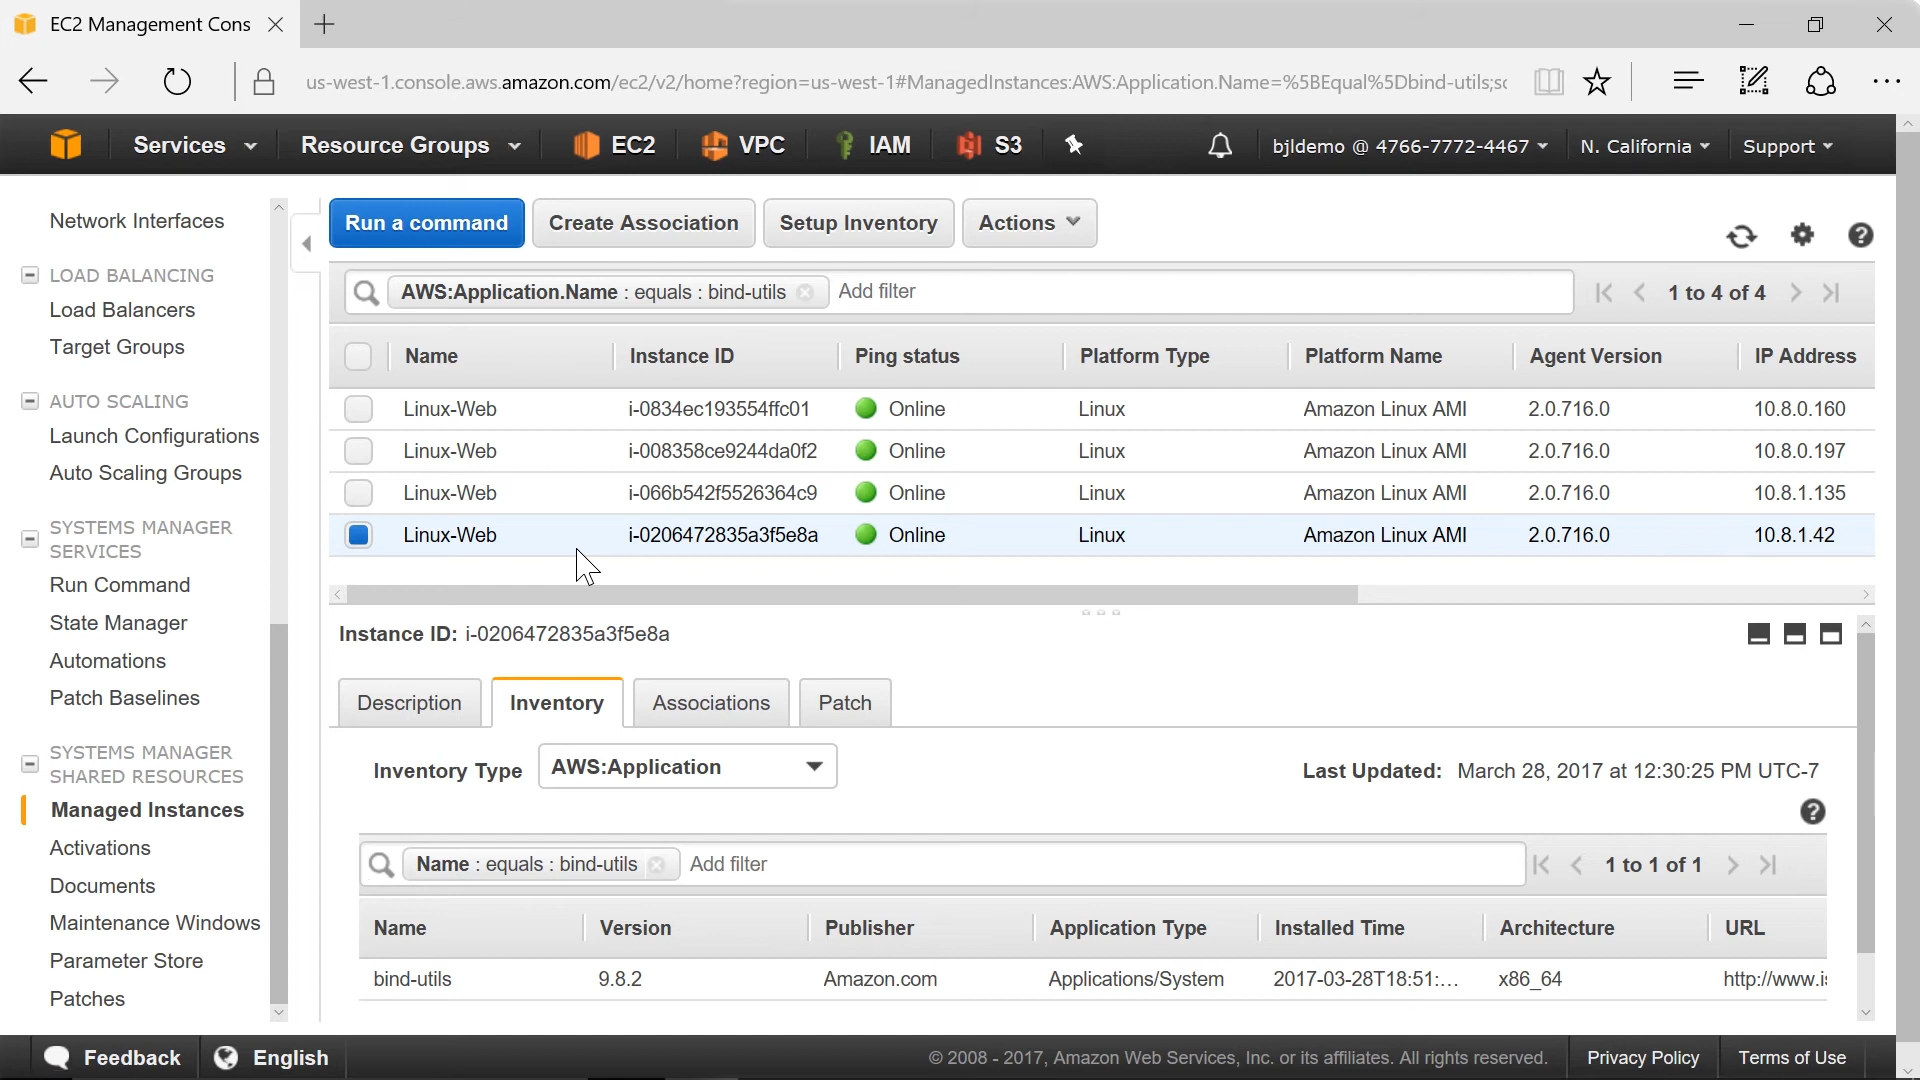 EC2 Management Cons
us-west-1.console.aws.amazon.com/ec2/v2/home?region=us-west-1#ManagedInstances:AWS:Application.Name=%5BEqual%5Dbind-utils;sc
Services Resource Groups EC2 VPC IAM S3 bjldemo @ 4766-7772-4467 N. California Support
Network Interfaces
LOAD BALANCING
Load Balancers
Target Groups
AUTO SCALING
Launch Configurations
Auto Scaling Groups
SYSTEMS MANAGER
SERVICES
Run Command
State Manager
Automations
Patch Baselines
SYSTEMS MANAGER
SHARED RESOURCES
Managed Instances
Activations
Documents
Maintenance Windows
Parameter Store
Patches
Run a command Create Association Setup Inventory Actions
AWS:Application.Name : equals : bind-utils Add filter 1 to 4 of 4
Name Instance ID Ping status Platform Type Platform Name Agent Version IP Address
Linux-Web i-0834ec193554ffc01 Online Linux Amazon Linux AMI 2.0.716.0 10.8.0.160
Linux-Web i-008358ce9244da0f2 Online Linux Amazon Linux AMI 2.0.716.0 10.8.0.197
Linux-Web i-066b542f5526364c9 Online Linux Amazon Linux AMI 2.0.716.0 10.8.1.135
Linux-Web i-0206472835a3f5e8a Online Linux Amazon Linux AMI 2.0.716.0 10.8.1.42
Instance ID: i-0206472835a3f5e8a
Description Inventory Associations Patch
Inventory Type AWS:Application Last Updated: March 28, 2017 at 12:30:25 PM UTC-7
Name : equals : bind-utils Add filter 1 to 1 of 1
Name Version Publisher Application Type Installed Time Architecture URL
bind-utils 9.8.2 Amazon.com Applications/System 2017-03-28T18:51:... x86_64 http://www.is
Feedback English © 2008 - 2017, Amazon Web Services, Inc. or its affiliates. All rights reserved. Privacy Policy Terms of Use